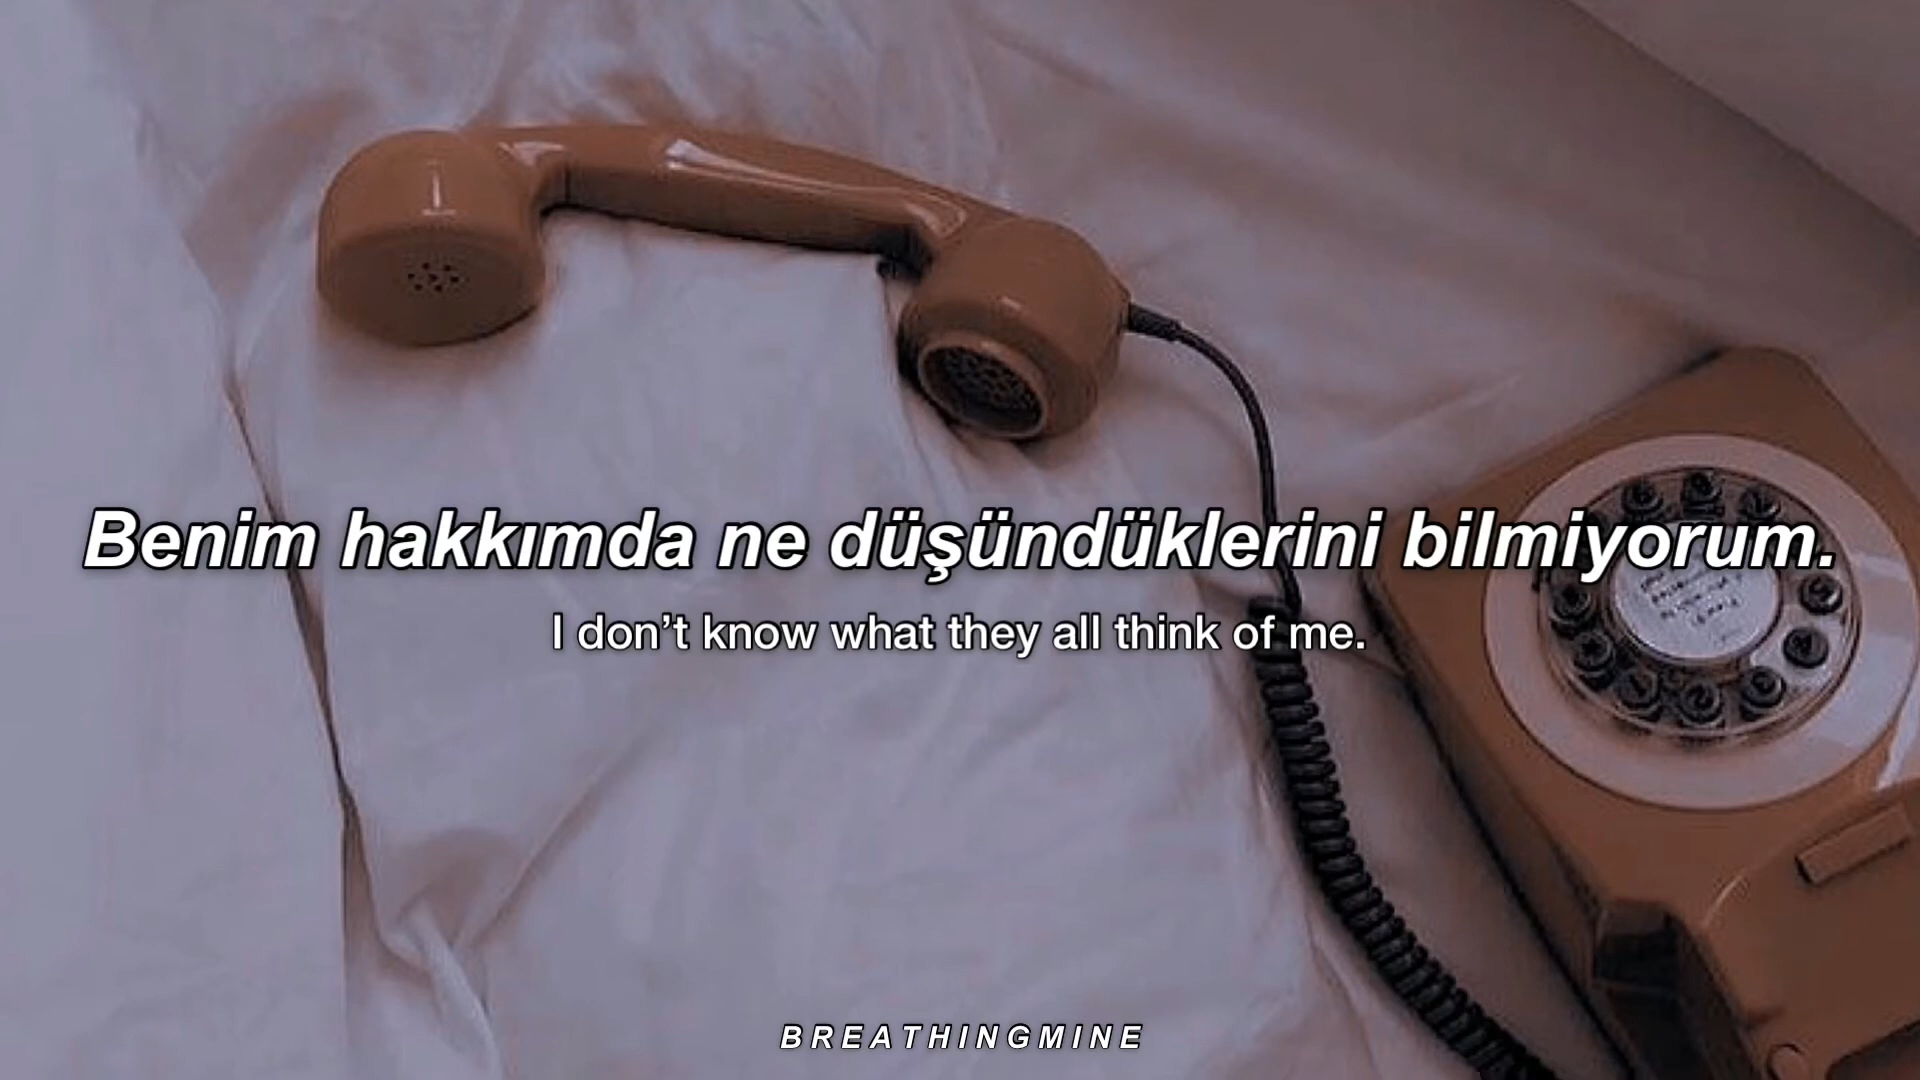 Benim hakkımda ne düşündüklerini bilmiyorum.
I don’t know what they all think of me.
BREATHINGMINE